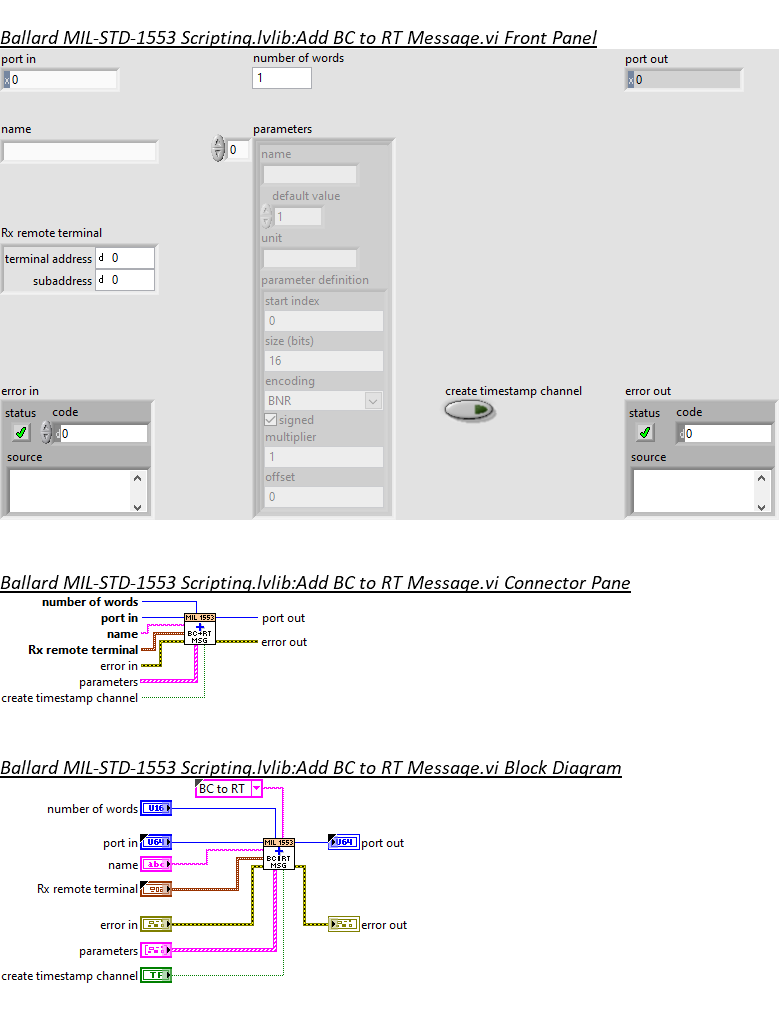 Ballard MIL-STD-1553 Scripting.lvlib:Add BC to RT Message.vi Front Panel
port in
number of words
port out
x 0
1
x 0
name
parameters
0
name
default value
1
Rx remote terminal
unit
terminal address d 0
subaddress d 0
parameter definition
start index
0
size (bits)
16
encoding
BNR
signed
multiplier
1
offset
0
create timestamp channel
error in
status code
d 0
source
error out
status code
d 0
source
Ballard MIL-STD-1553 Scripting.lvlib:Add BC to RT Message.vi Connector Pane
number of words
port in
name
Rx remote terminal
error in
parameters
create timestamp channel
MIL 1553
BC→RT
MSG
port out
error out
Ballard MIL-STD-1553 Scripting.lvlib:Add BC to RT Message.vi Block Diagram
BC to RT
number of words U16
port in U64
name abc
Rx remote terminal
error in
parameters
create timestamp channel TF
MIL 1553
MSG
U64 port out
error out